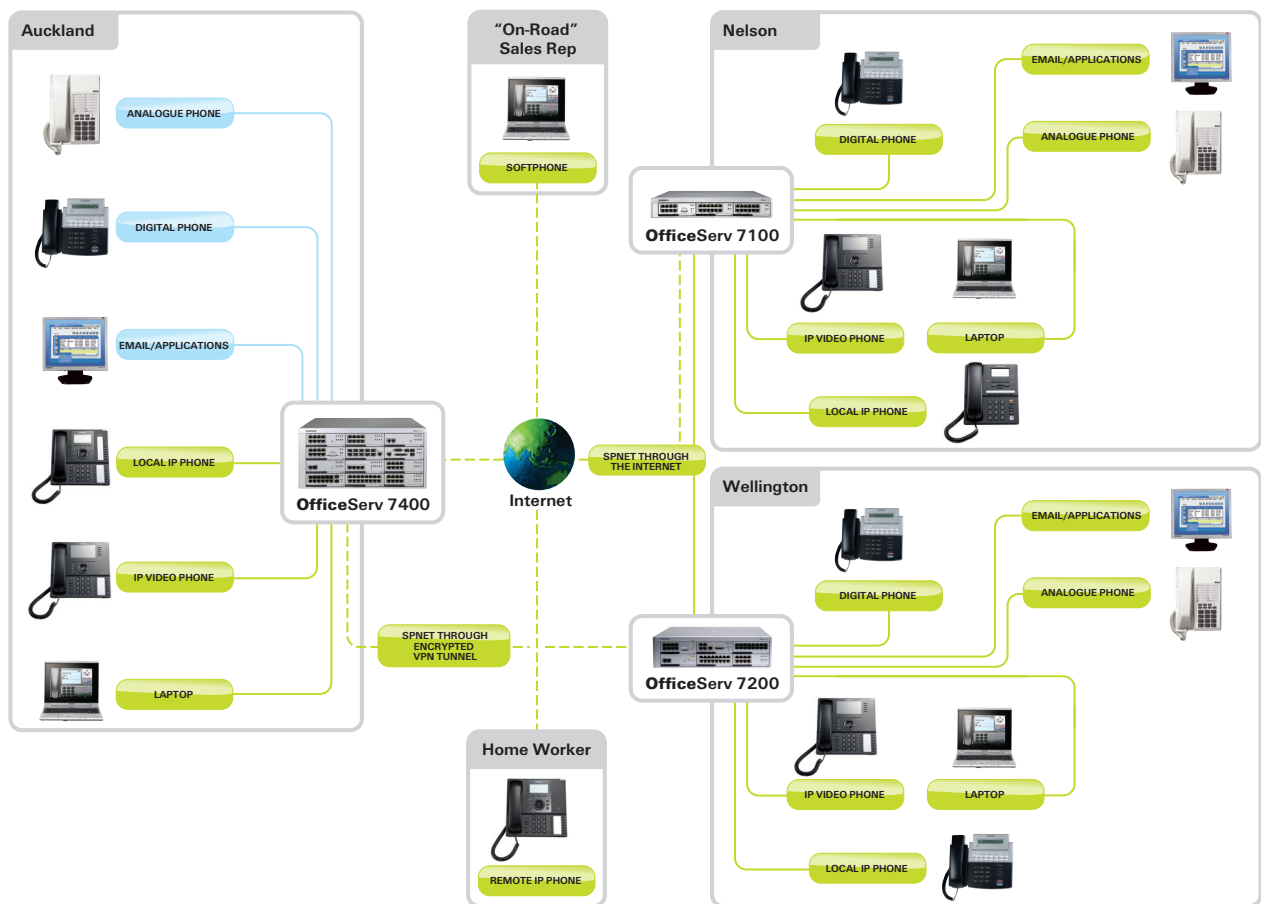 Auckland
ANALOGUE PHONE
DIGITAL PHONE
EMAIL/APPLICATIONS
LOCAL IP PHONE
IP VIDEO PHONE
LAPTOP
OfficeServ 7400
“On-Road”
Sales Rep
SOFTPHONE
Internet
SPNET THROUGH
THE INTERNET
SPNET THROUGH
ENCRYPTED
VPN TUNNEL
Home Worker
REMOTE IP PHONE
Nelson
EMAIL/APPLICATIONS
DIGITAL PHONE
ANALOGUE PHONE
OfficeServ 7100
IP VIDEO PHONE
LAPTOP
LOCAL IP PHONE
Wellington
EMAIL/APPLICATIONS
DIGITAL PHONE
ANALOGUE PHONE
OfficeServ 7200
IP VIDEO PHONE
LAPTOP
LOCAL IP PHONE